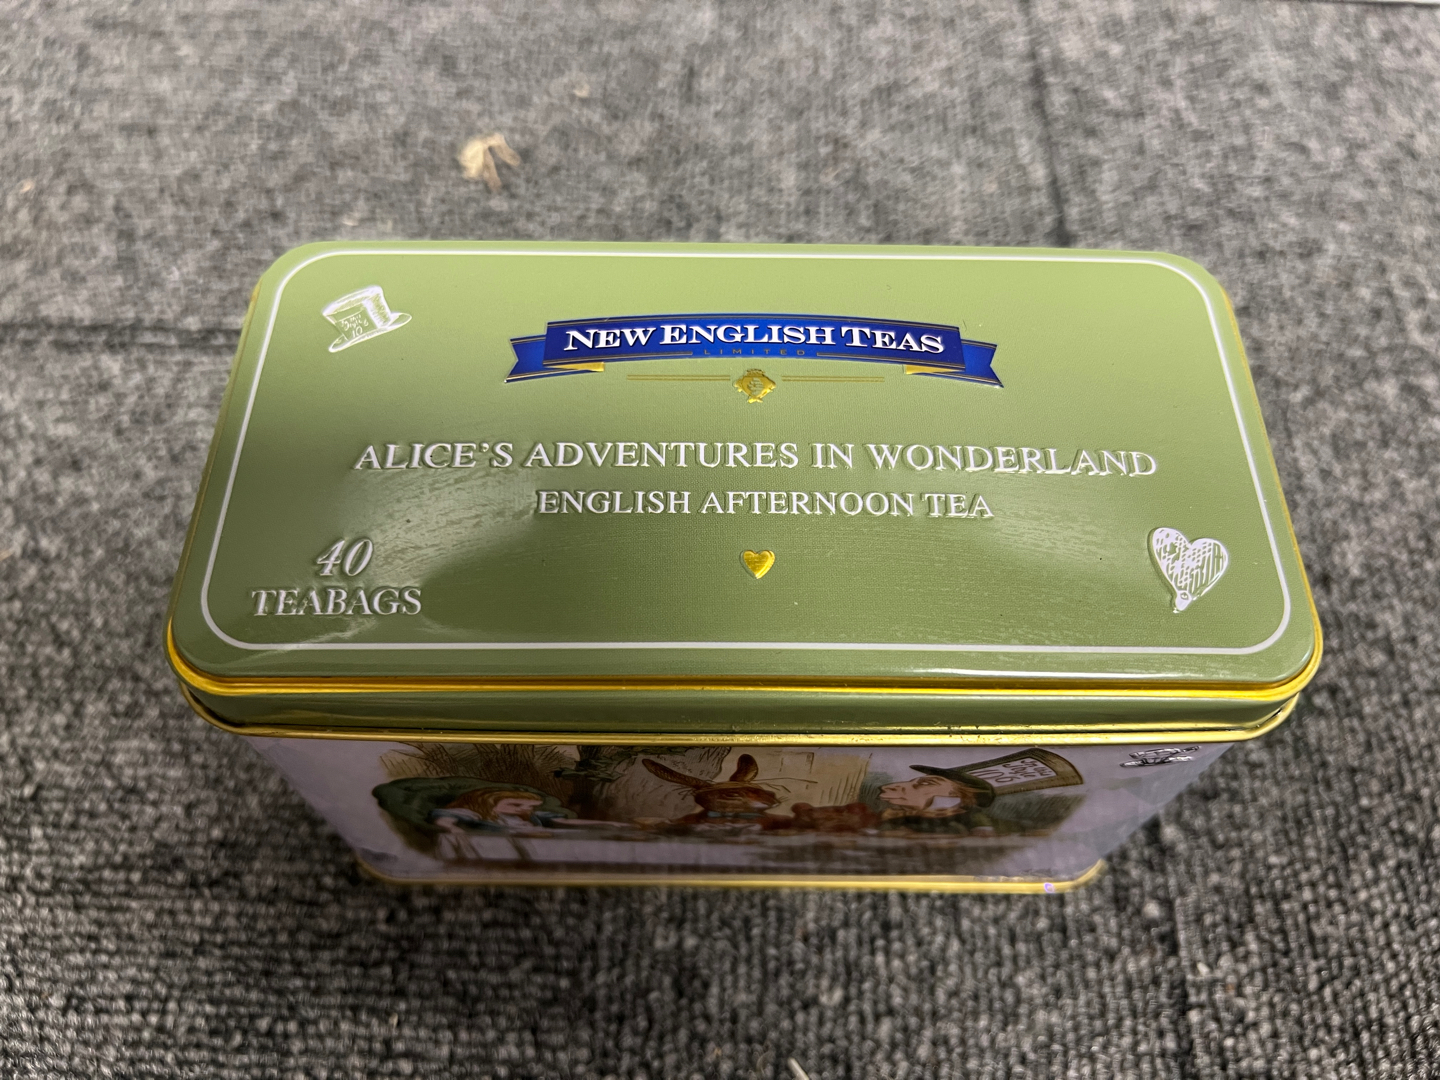 NEW ENGLISH TEAS
LIMITED
ALICE'S ADVENTURES IN WONDERLAND
ENGLISH AFTERNOON TEA
40
TEABAGS